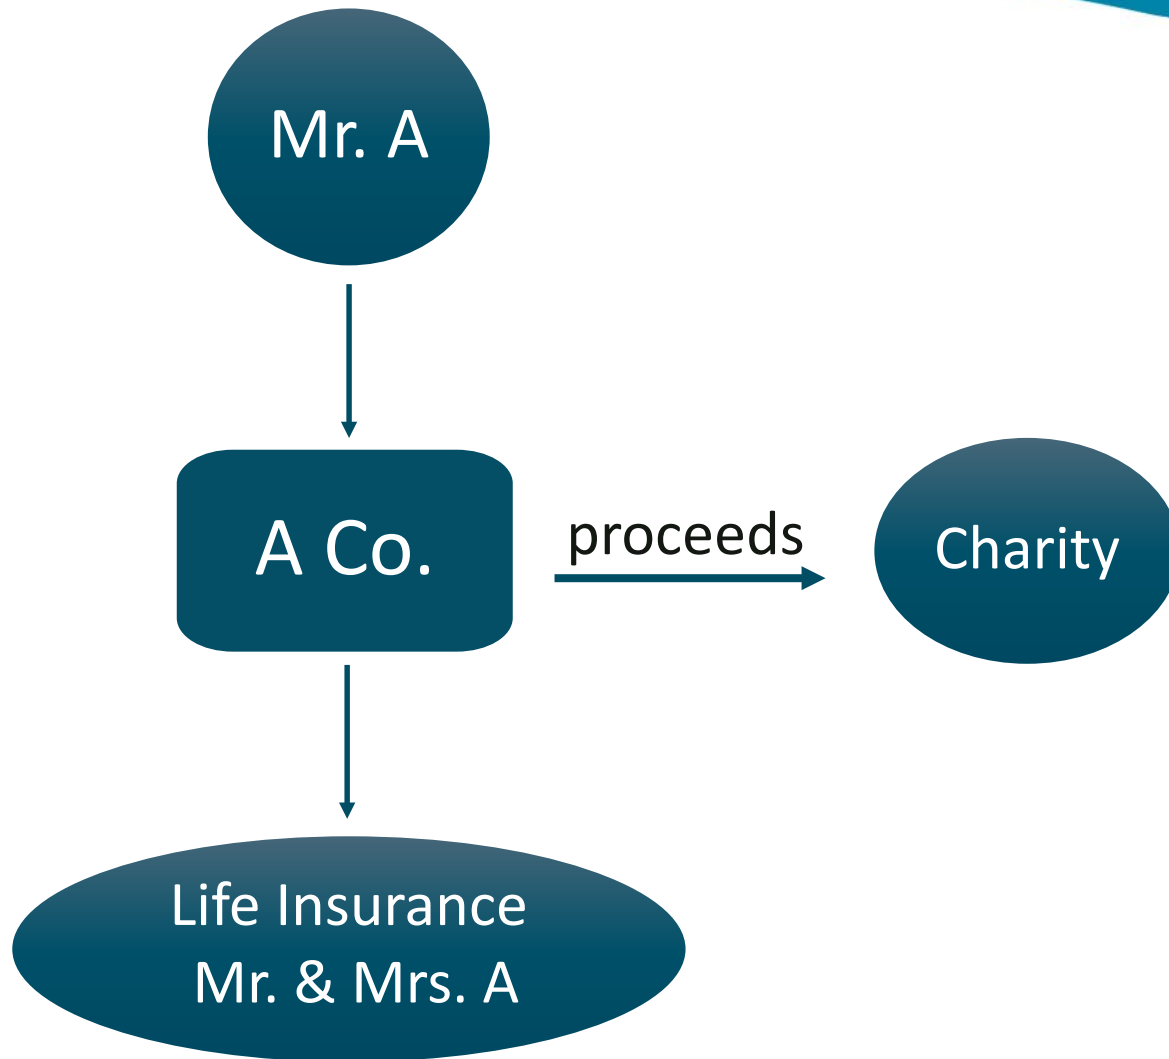 Mr. A
A Co.
proceeds
Charity
Life Insurance
Mr. & Mrs. A